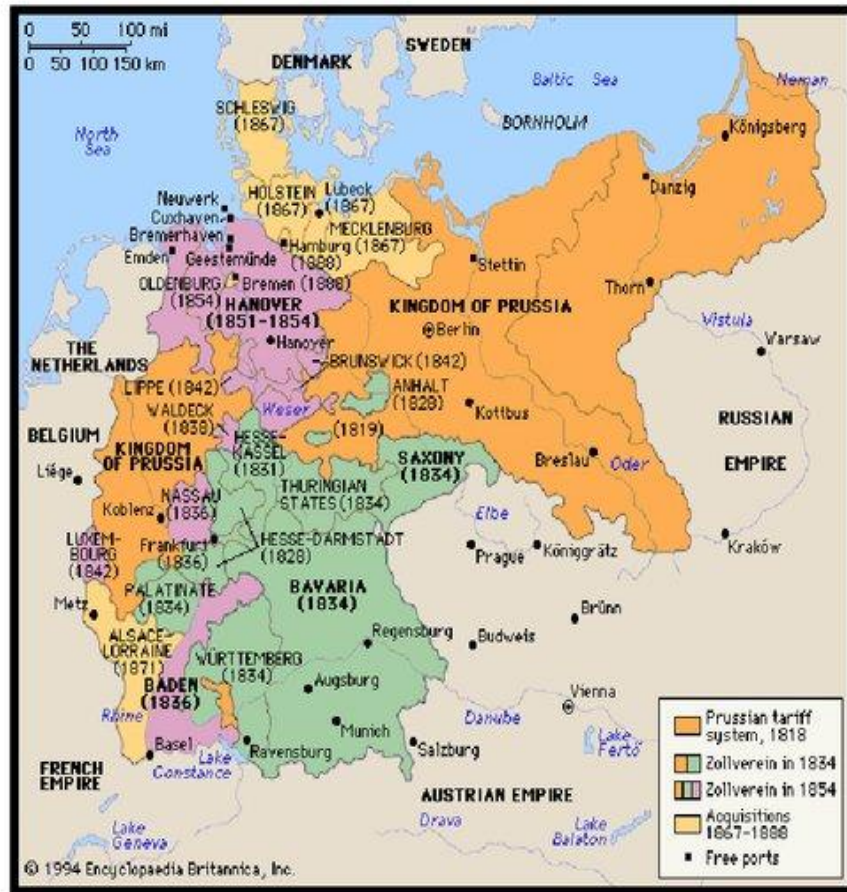 0 50 100 mi
0 50 100 150 km
SWEDEN
DENMARK
Baltic Sea
Neman
SCHLESWIG
(1867)
BORNHOLM
Königsberg
North
Sea
Danzig
Neuwerk
HOLSTEIN
(1867)
Lübeck
(1867)
Cuxhaven
MECKLENBURG
(1867)
Bremerhaven
Hamburg
(1888)
Emden
Geestemünde
Stettin
OLDENBURG
(1854)
Bremen (1888)
Thorn
HANOVER
(1851-1854)
KINGDOM OF PRUSSIA
Berlin
Vistula
Hanover
Warsaw
THE
NETHERLANDS
BRUNSWICK (1842)
LIPPE (1842)
ANHALT
(1828)
WALDECK
(1838)
Weser
Kottbus
RUSSIAN
EMPIRE
BELGIUM
(1819)
KINGDOM
OF PRUSSIA
HESSE-
KASSEL
(1831)
SAXONY
(1834)
Breslau
Oder
Liége
THURINGIAN
STATES (1834)
NASSAU
(1836)
Elbe
Koblenz
LUXEM-
BOURG
(1842)
Frankfurt
(1836)
HESSE-DARMSTADT
(1828)
Prague
Königgrätz
Kraków
PALATINATE
(1834)
BAVARIA
(1834)
Metz
Brünn
ALSACE-
LORRAINE
(1871)
Regensburg
Budweis
WÜRTTEMBERG
(1834)
BADEN
(1836)
Augsburg
Vienna
Rhine
Munich
Danube
Basel
Ravensburg
Salzburg
Lake
Fertő
Lake
Constance
FRENCH
EMPIRE
AUSTRIAN EMPIRE
Drava
Lake
Geneva
Lake
Balaton
Prussian tariff
system, 1818
Zollverein in 1834
Zollverein in 1854
Acquisitions
1867-1888
Free ports
© 1994 Encyclopaedia Britannica, Inc.